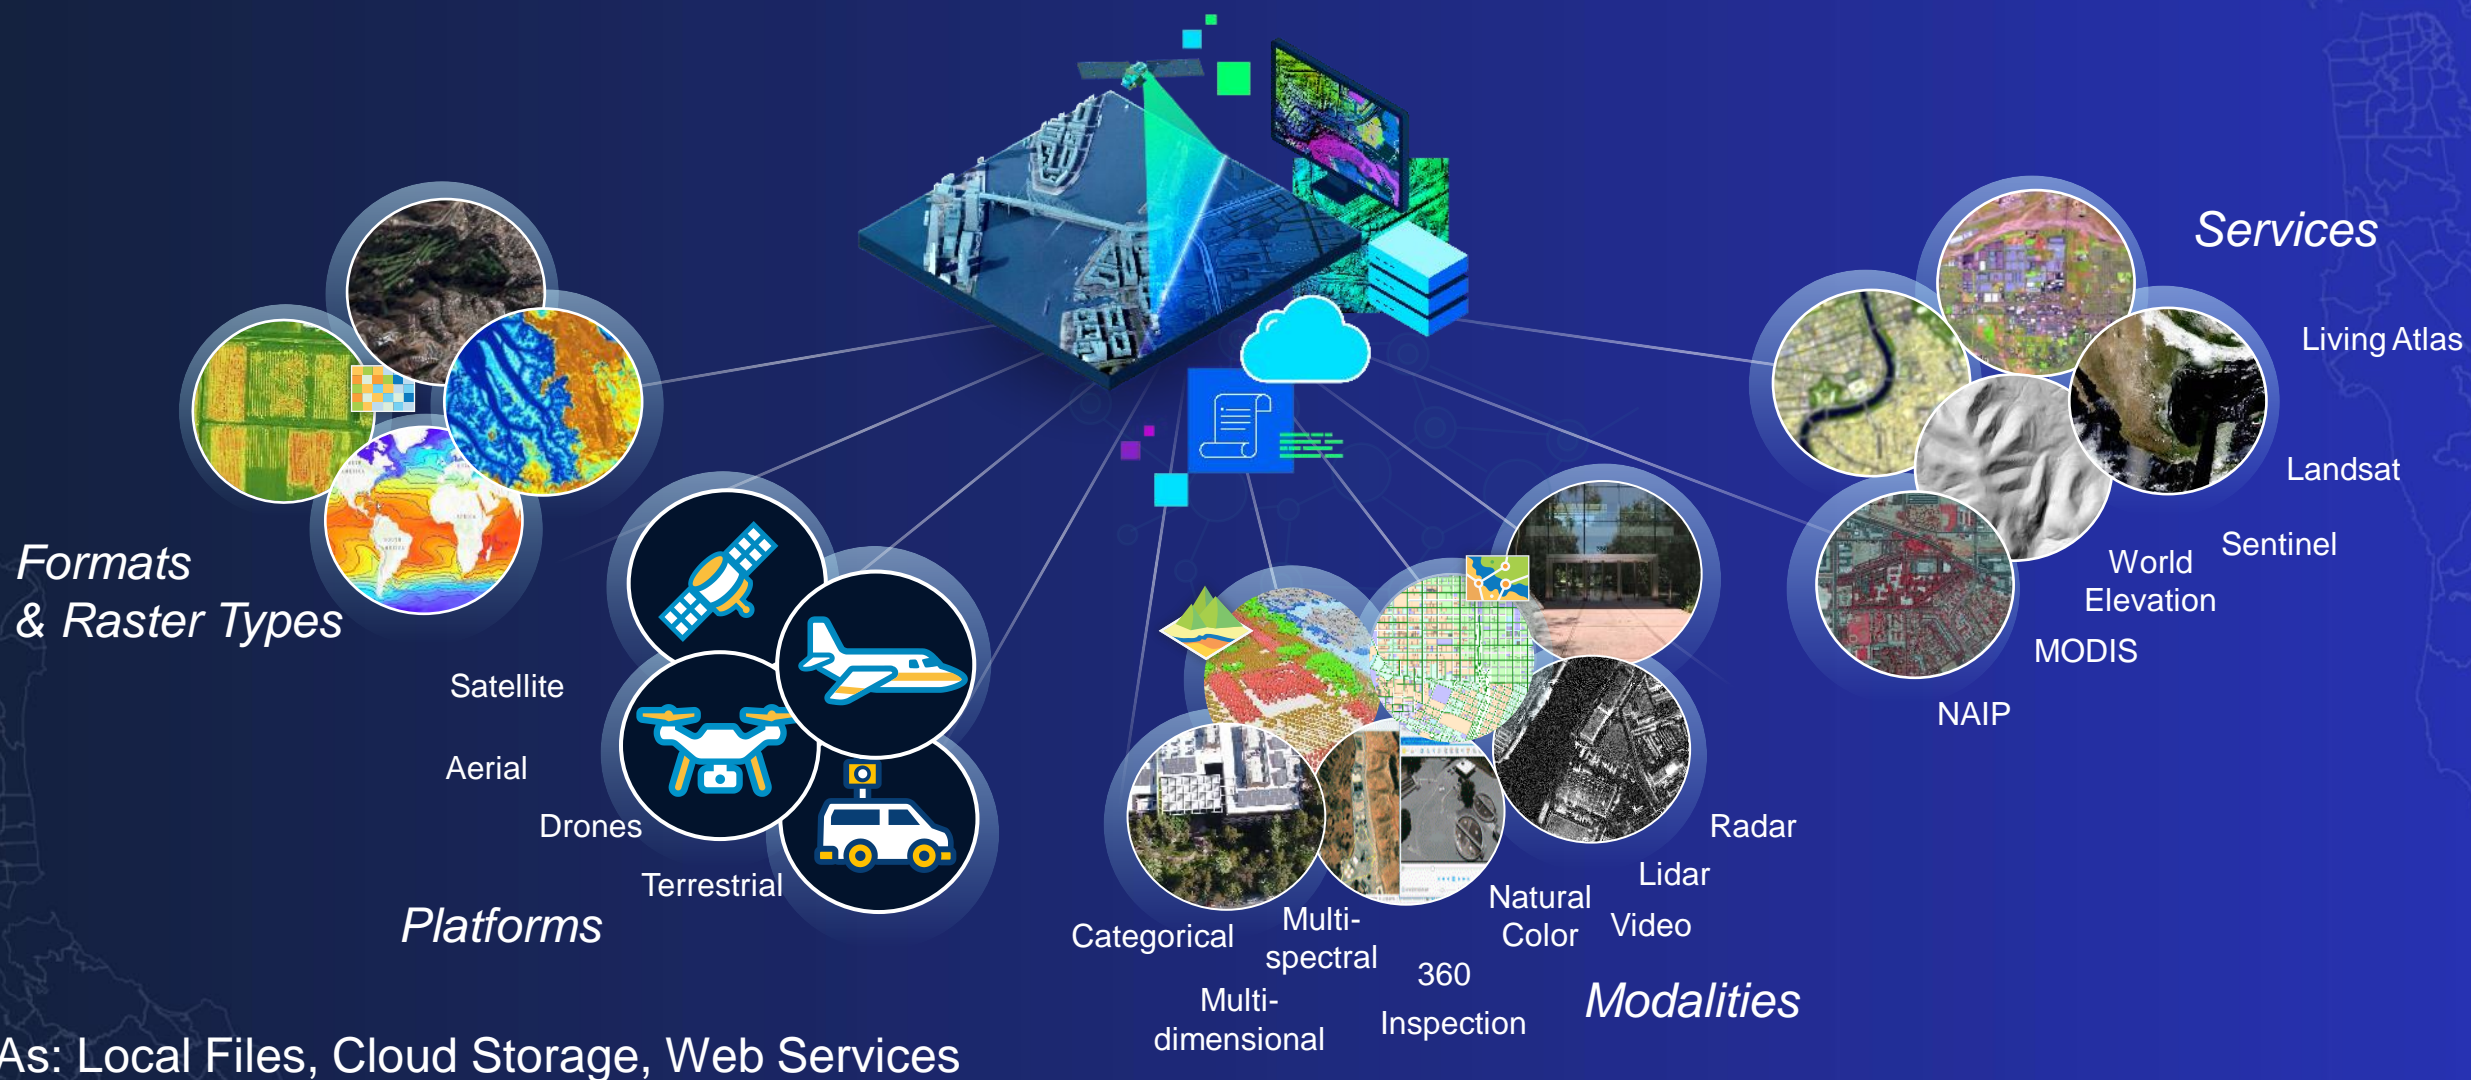 Formats
& Raster Types
Satellite
Aerial
Drones
Terrestrial
Platforms
Categorical
Multi-
spectral
Multi-
dimensional
360
Inspection
Natural
Color
Video
Lidar
Radar
Modalities
Services
Living Atlas
Landsat
Sentinel
World
Elevation
MODIS
NAIP
As: Local Files, Cloud Storage, Web Services